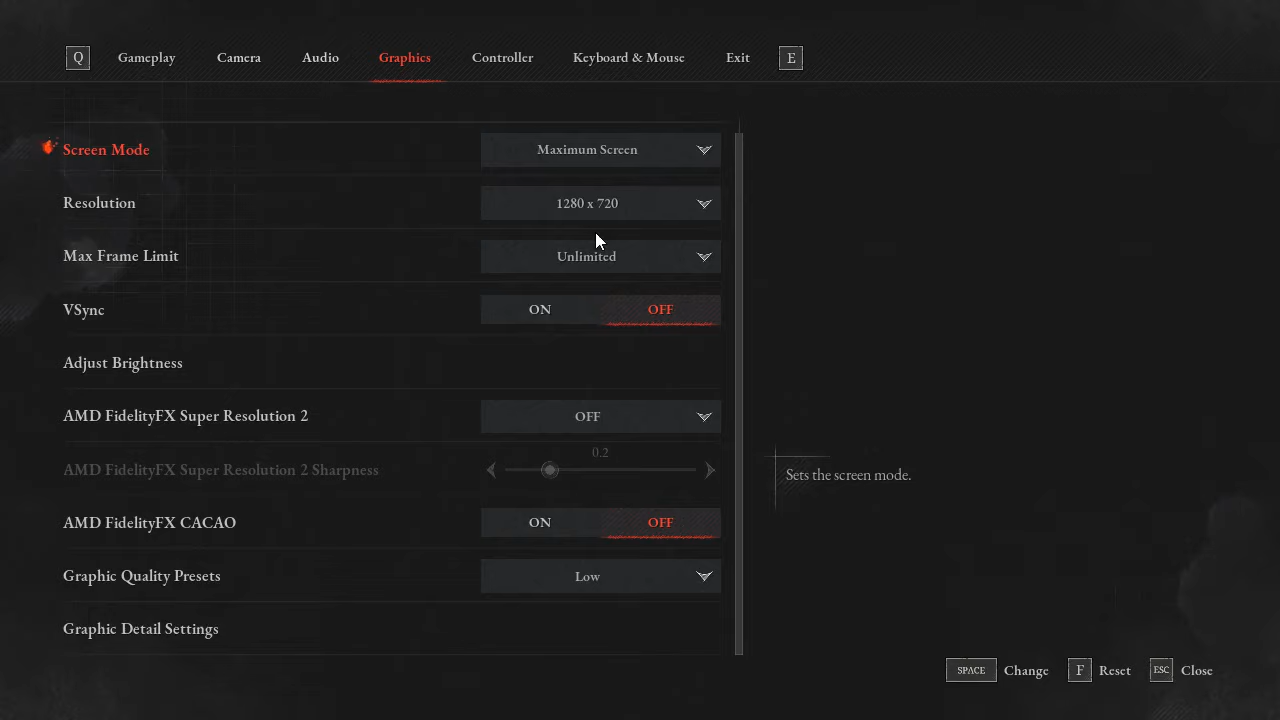 Q Gameplay Camera Audio Graphics Controller Keyboard & Mouse Exit E
Screen Mode Maximum Screen
Resolution 1280 x 720
Max Frame Limit Unlimited
VSync ON OFF
Adjust Brightness
AMD FidelityFX Super Resolution 2 OFF
AMD FidelityFX Super Resolution 2 Sharpness 0.2
Sets the screen mode.
AMD FidelityFX CACAO ON OFF
Graphic Quality Presets Low
Graphic Detail Settings
SPACE Change F Reset ESC Close